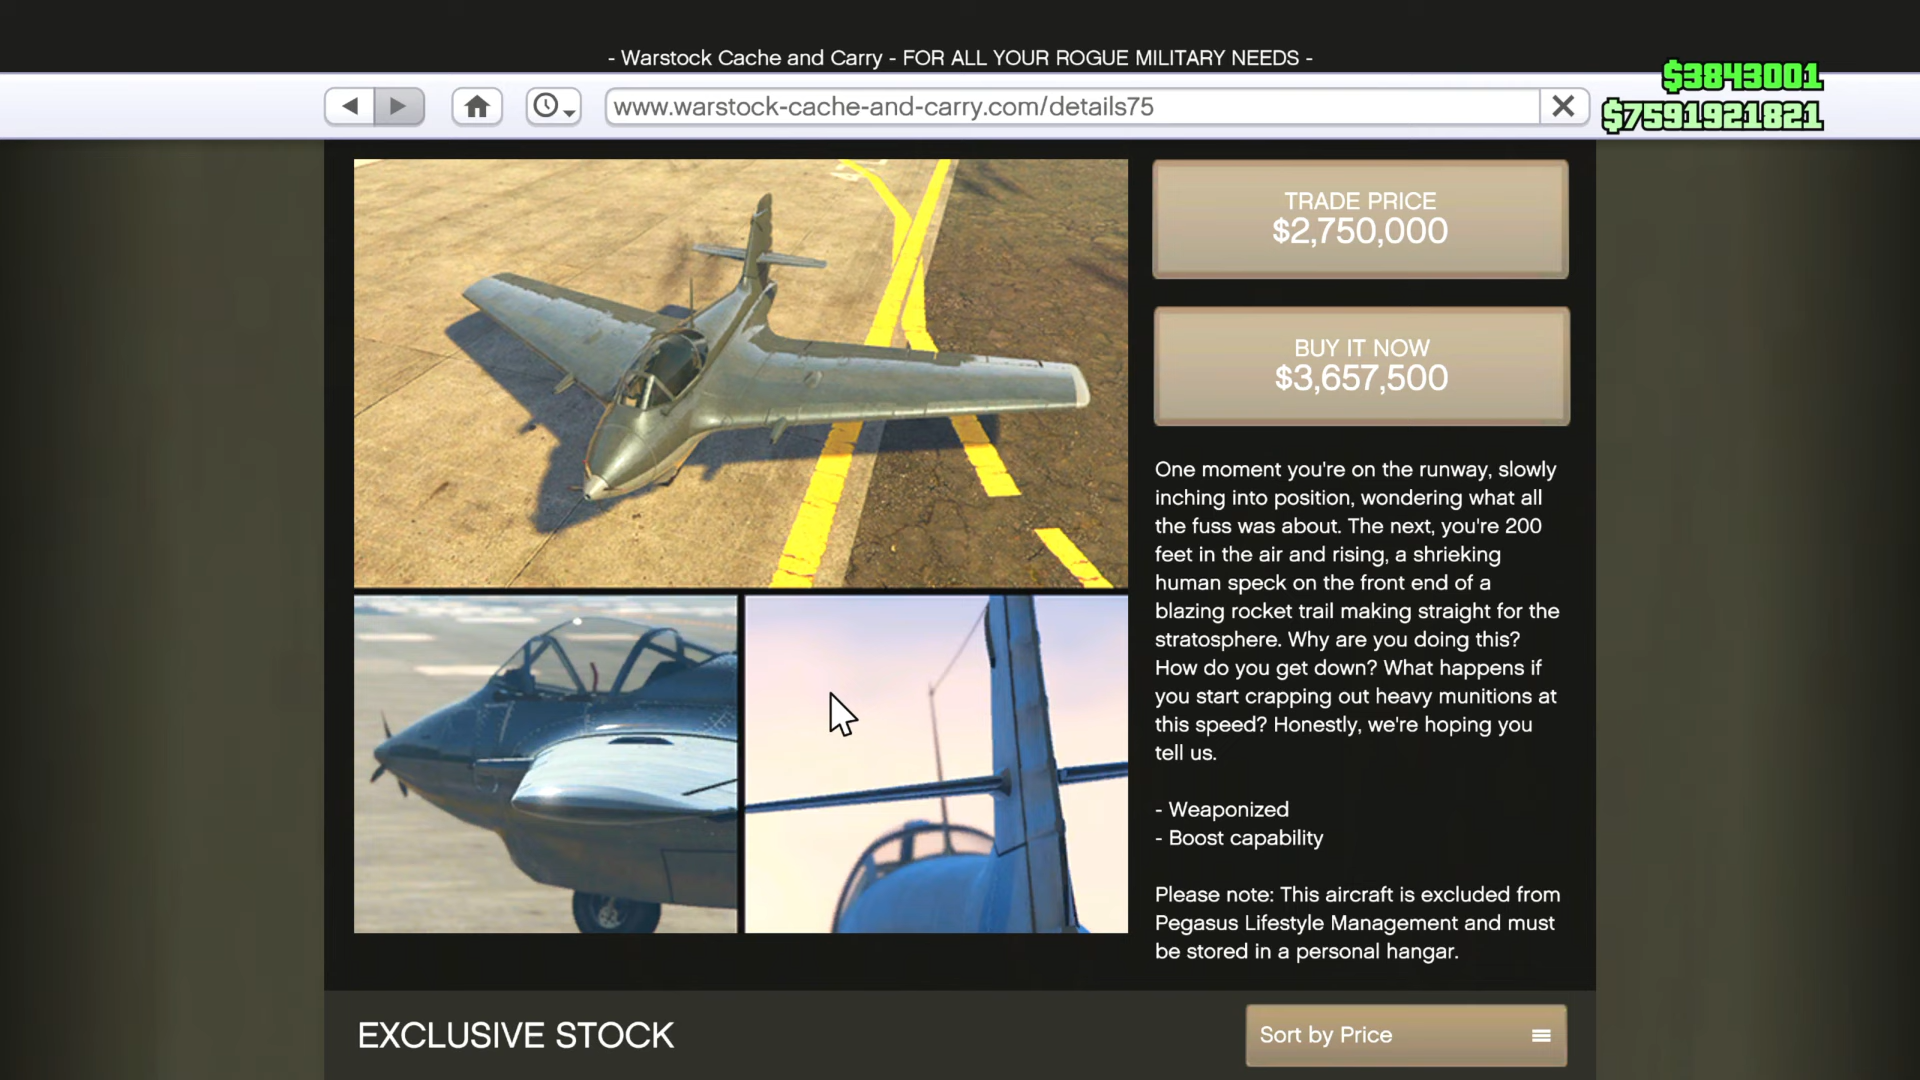 - Warstock Cache and Carry - FOR ALL YOUR ROGUE MILITARY NEEDS -
www.warstock-cache-and-carry.com/details75
$3843001
$7591921821
TRADE PRICE
$2,750,000
BUY IT NOW
$3,657,500
One moment you're on the runway, slowly
inching into position, wondering what all
the fuss was about. The next, you're 200
feet in the air and rising, a shrieking
human speck on the front end of a
blazing rocket trail making straight for the
stratosphere. Why are you doing this?
How do you get down? What happens if
you start crapping out heavy munitions at
this speed? Honestly, we're hoping you
tell us.
- Weaponized
- Boost capability
Please note: This aircraft is excluded from
Pegasus Lifestyle Management and must
be stored in a personal hangar.
EXCLUSIVE STOCK
Sort by Price